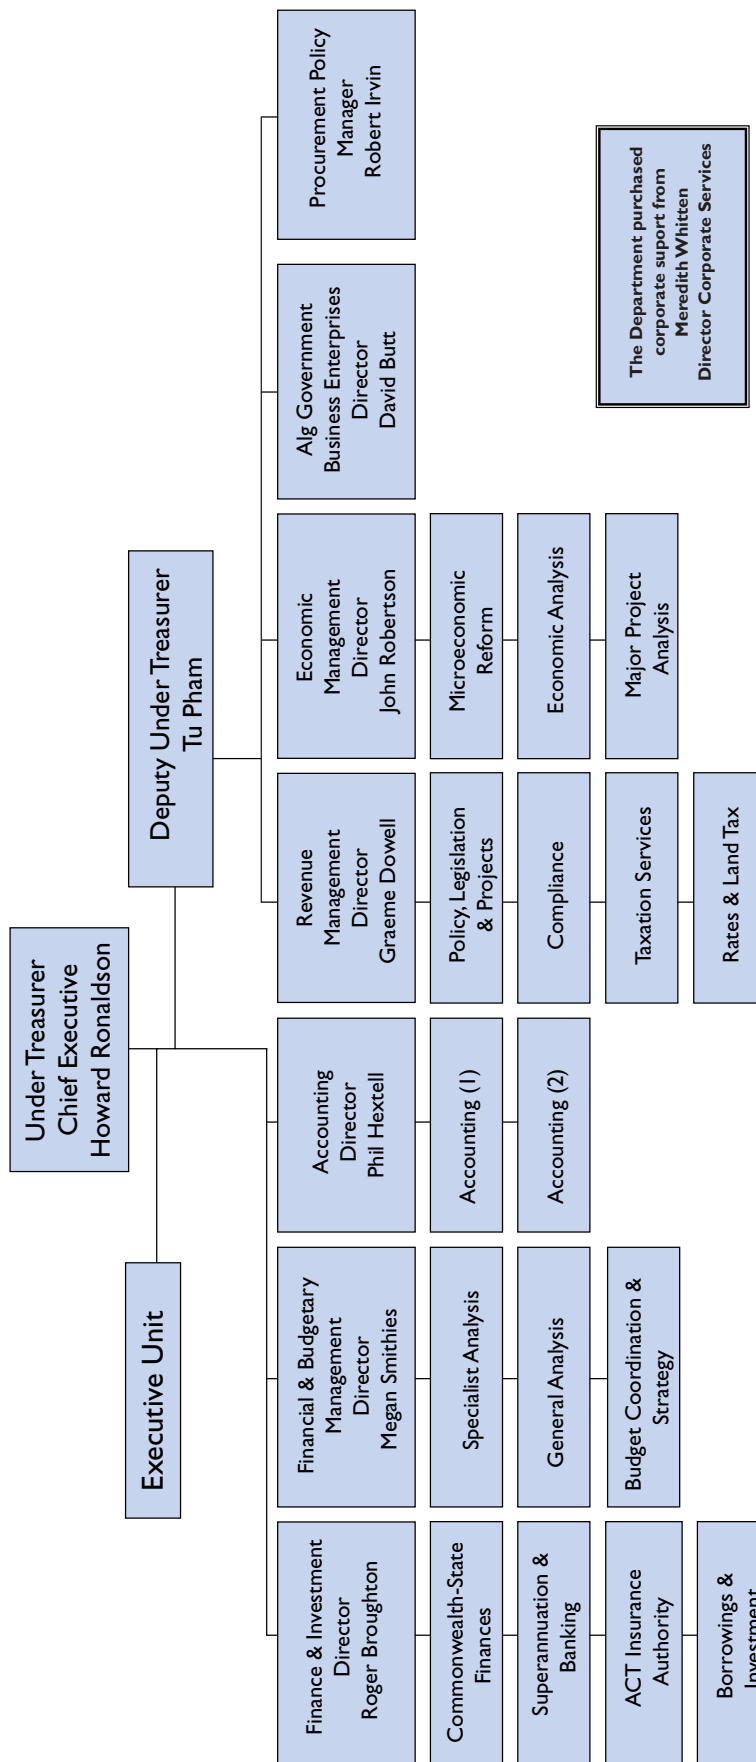 Under Treasurer
Chief Executive
Howard Ronaldson
Executive Unit
Deputy Under Treasurer
Tu Pham
Finance & Investment
Director
Roger Broughton
Commonwealth-State
Finances
Superannuation &
Banking
ACT Insurance
Authority
Borrowings &
Investment
Financial & Budgetary
Management
Director
Megan Smithies
Specialist Analysis
General Analysis
Budget Coordination &
Strategy
Accounting
Director
Phil Hextell
Accounting (1)
Accounting (2)
Revenue
Management
Director
Graeme Dowell
Policy, Legislation
& Projects
Compliance
Taxation Services
Rates & Land Tax
Economic
Management
Director
John Robertson
Microeconomic
Reform
Economic Analysis
Major Project
Analysis
Alg Government
Business Enterprises
Director
David Butt
Procurement Policy
Manager
Robert Irvin
The Department purchased
corporate suport from
Meredith Whitten
Director Corporate Services